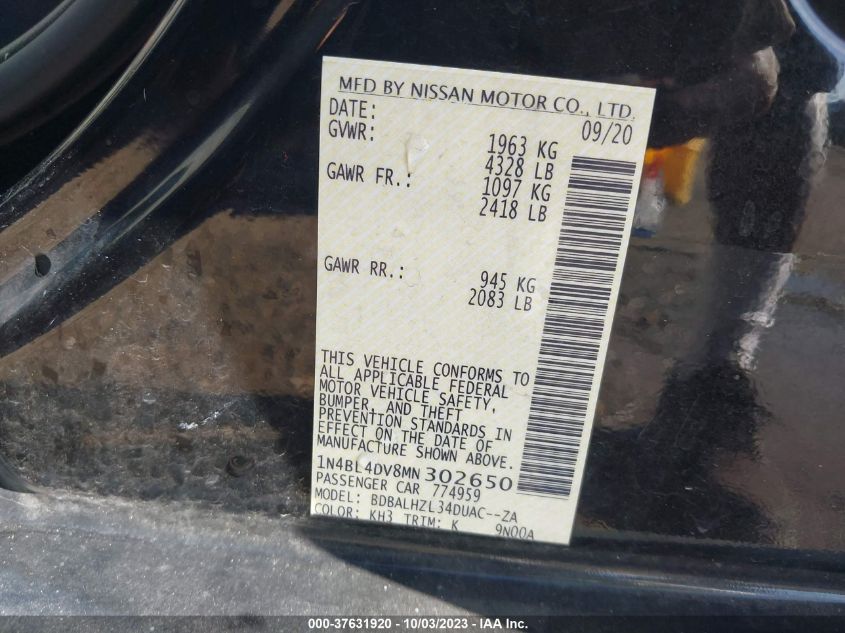 MFD BY NISSAN MOTOR CO., LTD.
DATE: 09/20
GVWR: 1963 KG
4328 LB
GAWR FR.: 1097 KG
2418 LB
GAWR RR.: 945 KG
2083 LB
THIS VEHICLE CONFORMS TO
ALL APPLICABLE FEDERAL
MOTOR VEHICLE SAFETY,
BUMPER, AND THEFT
PREVENTION STANDARDS IN
EFFECT ON THE DATE OF
MANUFACTURE SHOWN ABOVE.
1N4BL4DV8MN302650
PASSENGER CAR 774959
MODEL: BDBALHZL34DUAC--ZA
COLOR: KH3 TRIM: K 9N00A
000-37631920 - 10/03/2023 - IAA Inc.